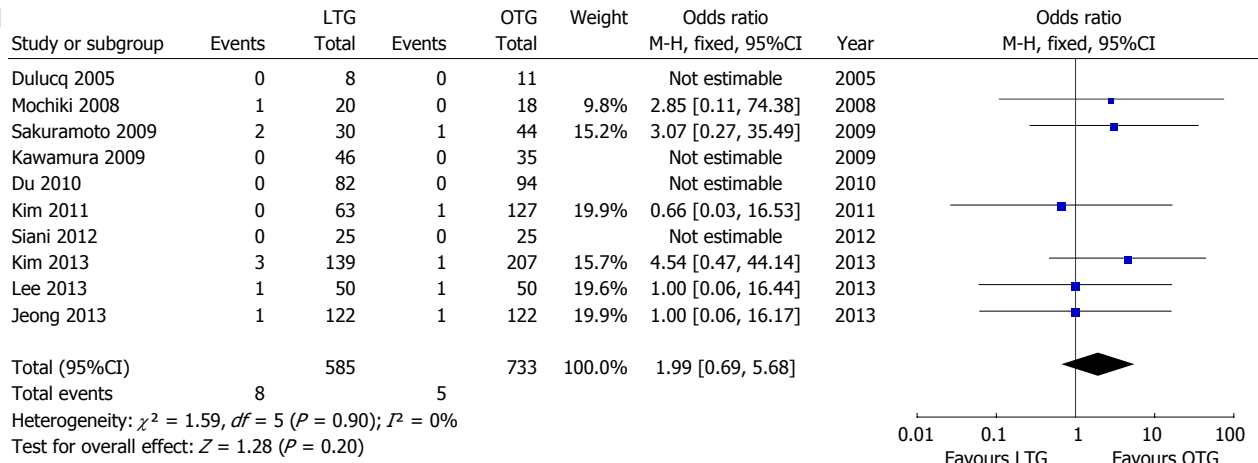 LTG OTG Weight Odds ratio Odds ratio
Study or subgroup Events Total Events Total M-H, fixed, 95%CI Year M-H, fixed, 95%CI
Dulucq 2005 0 8 0 11 Not estimable 2005
Mochiki 2008 1 20 0 18 9.8% 2.85 [0.11, 74.38] 2008
Sakuramoto 2009 2 30 1 44 15.2% 3.07 [0.27, 35.49] 2009
Kawamura 2009 0 46 0 35 Not estimable 2009
Du 2010 0 82 0 94 Not estimable 2010
Kim 2011 0 63 1 127 19.9% 0.66 [0.03, 16.53] 2011
Siani 2012 0 25 0 25 Not estimable 2012
Kim 2013 3 139 1 207 15.7% 4.54 [0.47, 44.14] 2013
Lee 2013 1 50 1 50 19.6% 1.00 [0.06, 16.44] 2013
Jeong 2013 1 122 1 122 19.9% 1.00 [0.06, 16.17] 2013
Total (95%CI) 585 733 100.0% 1.99 [0.69, 5.68]
Total events 8 5
Heterogeneity: χ² = 1.59, df = 5 (P = 0.90); I² = 0%
Test for overall effect: Z = 1.28 (P = 0.20)
0.01 0.1 1 10 100
Favours LTG Favours OTG